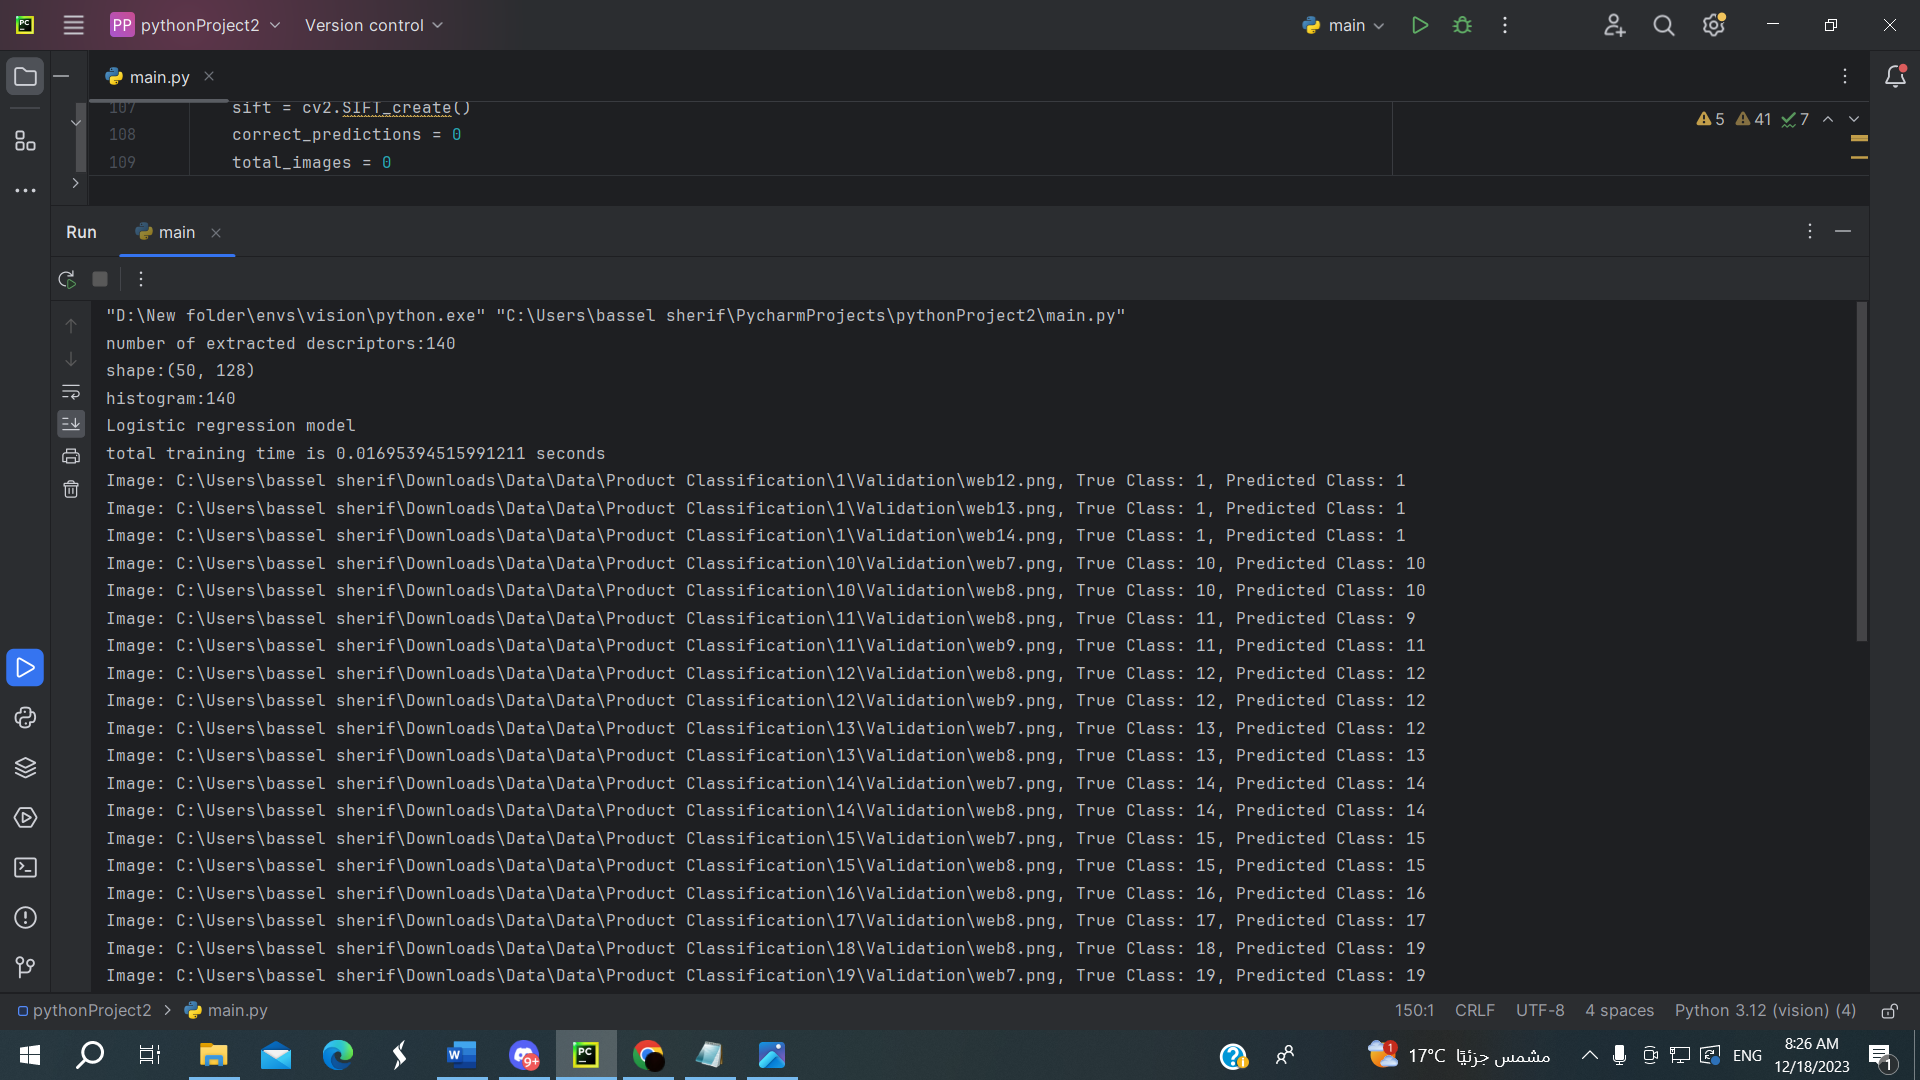 PC PP pythonProject2 Version control main
main.py
107 sift = cv2.SIFT_create()
108 correct_predictions = 0
109 total_images = 0
5 41 7
Run main
"D:\New folder\envs\vision\python.exe" "C:\Users\bassel sherif\PycharmProjects\pythonProject2\main.py"
number of extracted descriptors:140
shape:(50, 128)
histogram:140
Logistic regression model
total training time is 0.01695394515991211 seconds
Image: C:\Users\bassel sherif\Downloads\Data\Data\Product Classification\1\Validation\web12.png, True Class: 1, Predicted Class: 1
Image: C:\Users\bassel sherif\Downloads\Data\Data\Product Classification\1\Validation\web13.png, True Class: 1, Predicted Class: 1
Image: C:\Users\bassel sherif\Downloads\Data\Data\Product Classification\1\Validation\web14.png, True Class: 1, Predicted Class: 1
Image: C:\Users\bassel sherif\Downloads\Data\Data\Product Classification\10\Validation\web7.png, True Class: 10, Predicted Class: 10
Image: C:\Users\bassel sherif\Downloads\Data\Data\Product Classification\10\Validation\web8.png, True Class: 10, Predicted Class: 10
Image: C:\Users\bassel sherif\Downloads\Data\Data\Product Classification\11\Validation\web8.png, True Class: 11, Predicted Class: 9
Image: C:\Users\bassel sherif\Downloads\Data\Data\Product Classification\11\Validation\web9.png, True Class: 11, Predicted Class: 11
Image: C:\Users\bassel sherif\Downloads\Data\Data\Product Classification\12\Validation\web8.png, True Class: 12, Predicted Class: 12
Image: C:\Users\bassel sherif\Downloads\Data\Data\Product Classification\12\Validation\web9.png, True Class: 12, Predicted Class: 12
Image: C:\Users\bassel sherif\Downloads\Data\Data\Product Classification\13\Validation\web7.png, True Class: 13, Predicted Class: 12
Image: C:\Users\bassel sherif\Downloads\Data\Data\Product Classification\13\Validation\web8.png, True Class: 13, Predicted Class: 13
Image: C:\Users\bassel sherif\Downloads\Data\Data\Product Classification\14\Validation\web7.png, True Class: 14, Predicted Class: 14
Image: C:\Users\bassel sherif\Downloads\Data\Data\Product Classification\14\Validation\web8.png, True Class: 14, Predicted Class: 14
Image: C:\Users\bassel sherif\Downloads\Data\Data\Product Classification\15\Validation\web7.png, True Class: 15, Predicted Class: 15
Image: C:\Users\bassel sherif\Downloads\Data\Data\Product Classification\15\Validation\web8.png, True Class: 15, Predicted Class: 15
Image: C:\Users\bassel sherif\Downloads\Data\Data\Product Classification\16\Validation\web8.png, True Class: 16, Predicted Class: 16
Image: C:\Users\bassel sherif\Downloads\Data\Data\Product Classification\17\Validation\web8.png, True Class: 17, Predicted Class: 17
Image: C:\Users\bassel sherif\Downloads\Data\Data\Product Classification\18\Validation\web8.png, True Class: 18, Predicted Class: 19
Image: C:\Users\bassel sherif\Downloads\Data\Data\Product Classification\19\Validation\web7.png, True Class: 19, Predicted Class: 19
pythonProject2 > main.py 150:1 CRLF UTF-8 4 spaces Python 3.12 (vision) (4)
W 9+ PC 1 17°C مشمس جزئيًا ENG 8:26 AM
12/18/2023 1